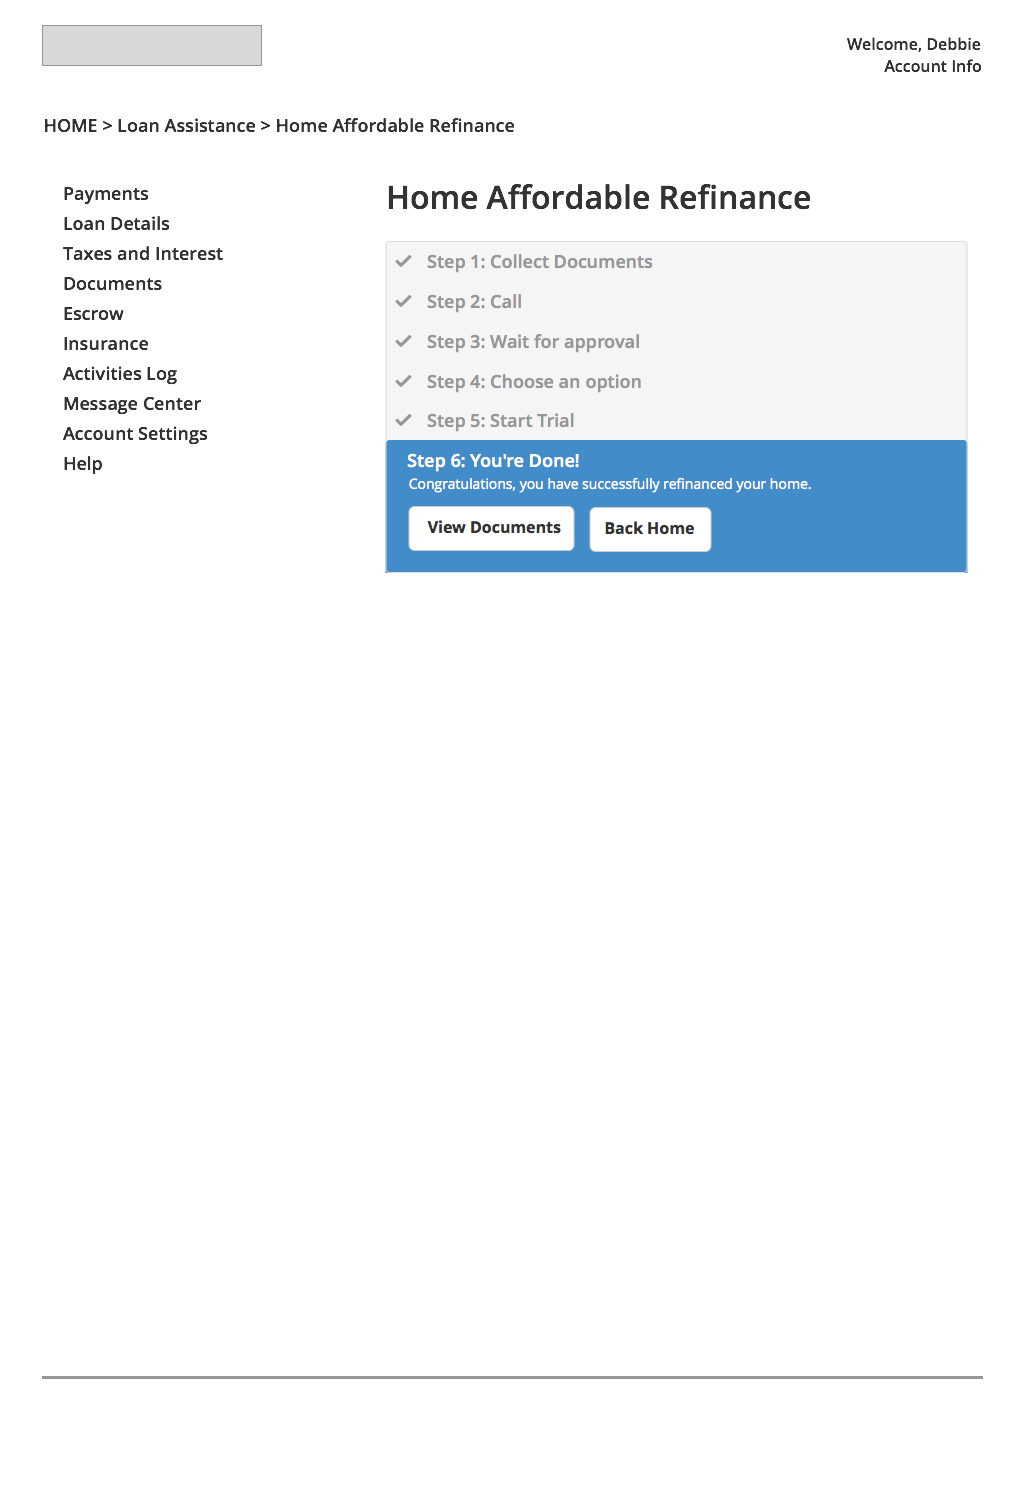 Welcome, Debbie
Account Info
HOME > Loan Assistance > Home Affordable Refinance
Payments
Loan Details
Taxes and Interest
Documents
Escrow
Insurance
Activities Log
Message Center
Account Settings
Help
Home Affordable Refinance
Step 1: Collect Documents
Step 2: Call
Step 3: Wait for approval
Step 4: Choose an option
Step 5: Start Trial
Step 6: You're Done!
Congratulations, you have successfully refinanced your home.
View Documents
Back Home